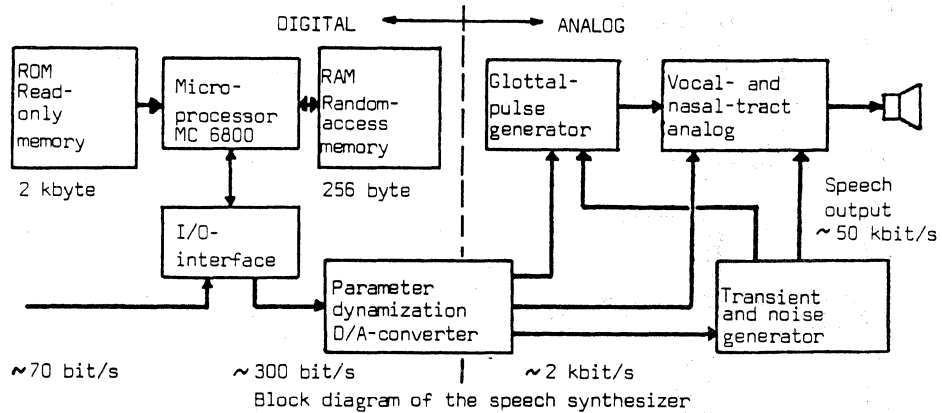 DIGITAL
ANALOG
ROM
Read-
only
memory
2 kbyte
Micro-
processor
MC 6800
RAM
Random-
access
memory
256 byte
Glottal-
pulse
generator
Vocal- and
nasal-tract
analog
Speech
output
~50 kbit/s
I/O-
interface
Parameter
dynamization
D/A-converter
Transient
and noise
generator
~70 bit/s
~300 bit/s
~2 kbit/s
Block diagram of the speech synthesizer